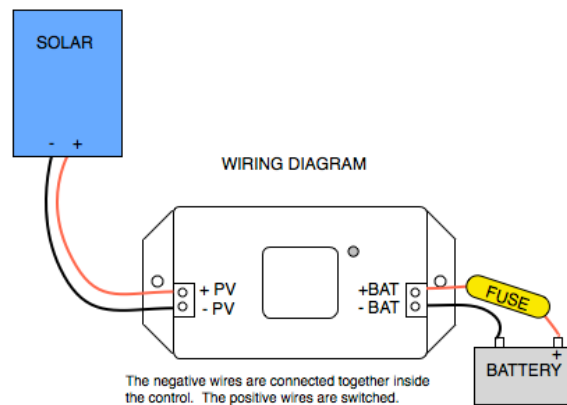 SOLAR
- +
WIRING DIAGRAM
+ PV
- PV
+BAT
- BAT
FUSE
+
BATTERY
The negative wires are connected together inside
the control.  The positive wires are switched.